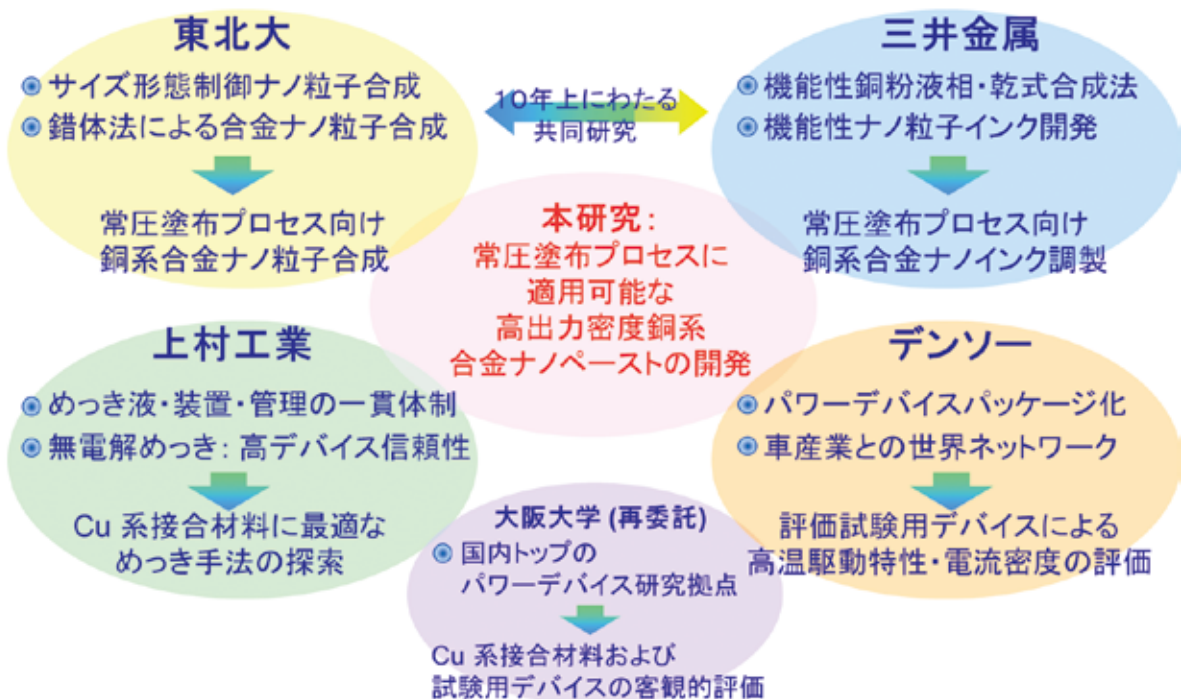 東北大
サイズ形態制御ナノ粒子合成
錯体法による合金ナノ粒子合成
常圧塗布プロセス向け
銅系合金ナノ粒子合成
10年上にわたる
共同研究
三井金属
機能性銅粉液相・乾式合成法
機能性ナノ粒子インク開発
常圧塗布プロセス向け
銅系合金ナノインク調製
本研究:
常圧塗布プロセスに
適用可能な
高出力密度銅系
合金ナノペーストの開発
上村工業
めっき液・装置・管理の一貫体制
無電解めっき: 高デバイス信頼性
Cu 系接合材料に最適な
めっき手法の探索
デンソー
パワーデバイスパッケージ化
車産業との世界ネットワーク
評価試験用デバイスによる
高温駆動特性・電流密度の評価
大阪大学 (再委託)
国内トップの
パワーデバイス研究拠点
Cu 系接合材料および
試験用デバイスの客観的評価